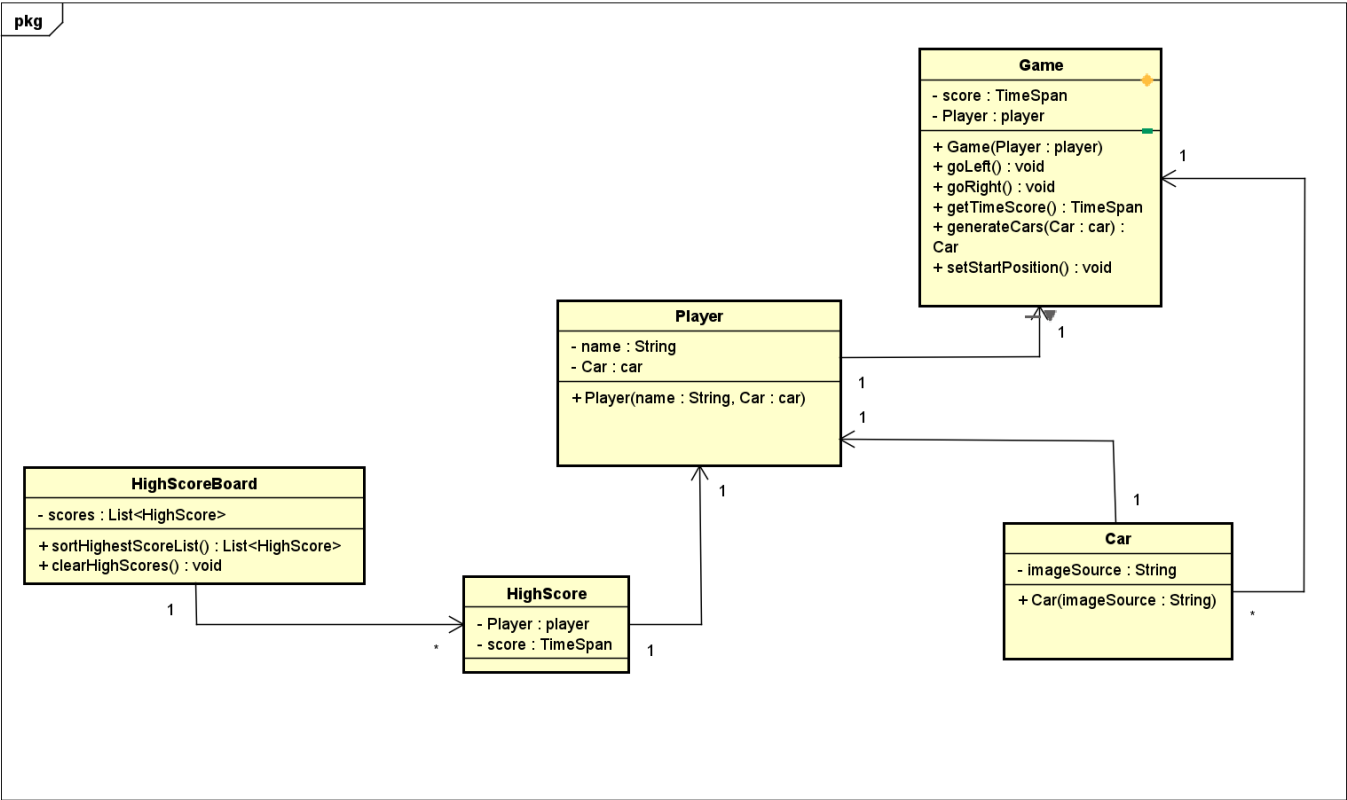 pkg
Game
- score : TimeSpan
- Player : player
+ Game(Player : player)
+ goLeft() : void
+ goRight() : void
+ getTimeScore() : TimeSpan
+ generateCars(Car : car) :
Car
+ setStartPosition() : void
1
1
Player
- name : String
- Car : car
+ Player(name : String, Car : car)
1
1
1
1
HighScoreBoard
- scores : List<HighScore>
+ sortHighestScoreList() : List<HighScore>
+ clearHighScores() : void
1
*
HighScore
- Player : player
- score : TimeSpan
1
Car
- imageSource : String
+ Car(imageSource : String)
*